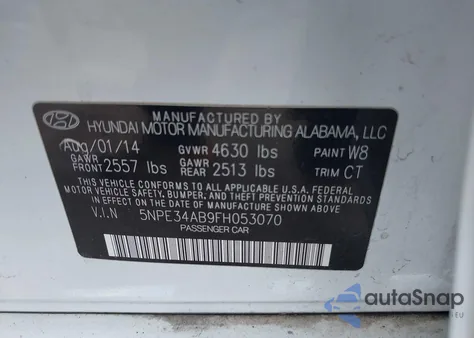 MANUFACTURED BY
HYUNDAI MOTOR MANUFACTURING ALABAMA, LLC
Aug/01/14 GVWR 4630 lbs PAINT W8
GAWR FRONT 2557 lbs GAWR REAR 2513 lbs TRIM CT
THIS VEHICLE CONFORMS TO ALL APPLICABLE U.S. FEDERAL
MOTOR VEHICLE SAFETY, BUMPER, AND THEFT PREVENTION STANDARDS
IN EFFECT ON THE DATE OF MANUFACTURE SHOWN ABOVE.
V.I.N 5NPE34AB9FH053070
PASSENGER CAR
autaSnap
.EU